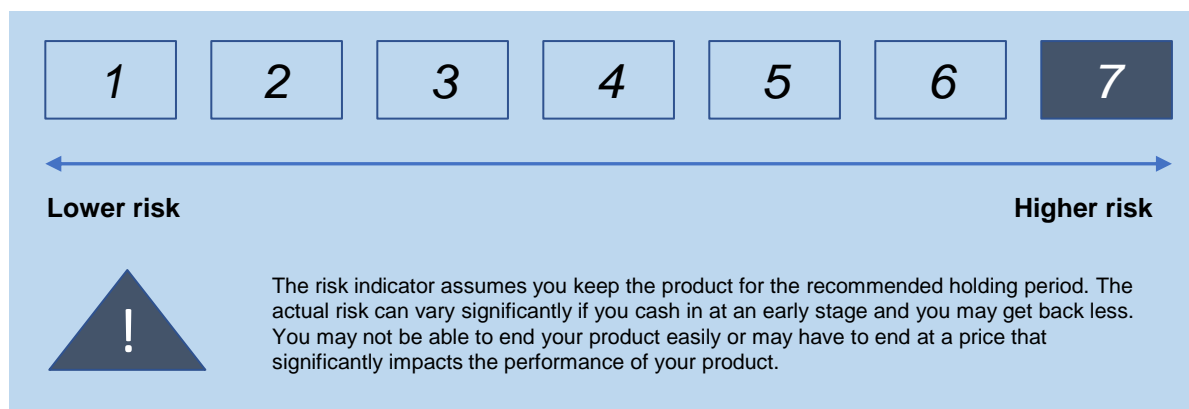 1 2 3 4 5 6 7
Lower risk Higher risk
!
The risk indicator assumes you keep the product for the recommended holding period. The
actual risk can vary significantly if you cash in at an early stage and you may get back less.
You may not be able to end your product easily or may have to end at a price that
significantly impacts the performance of your product.